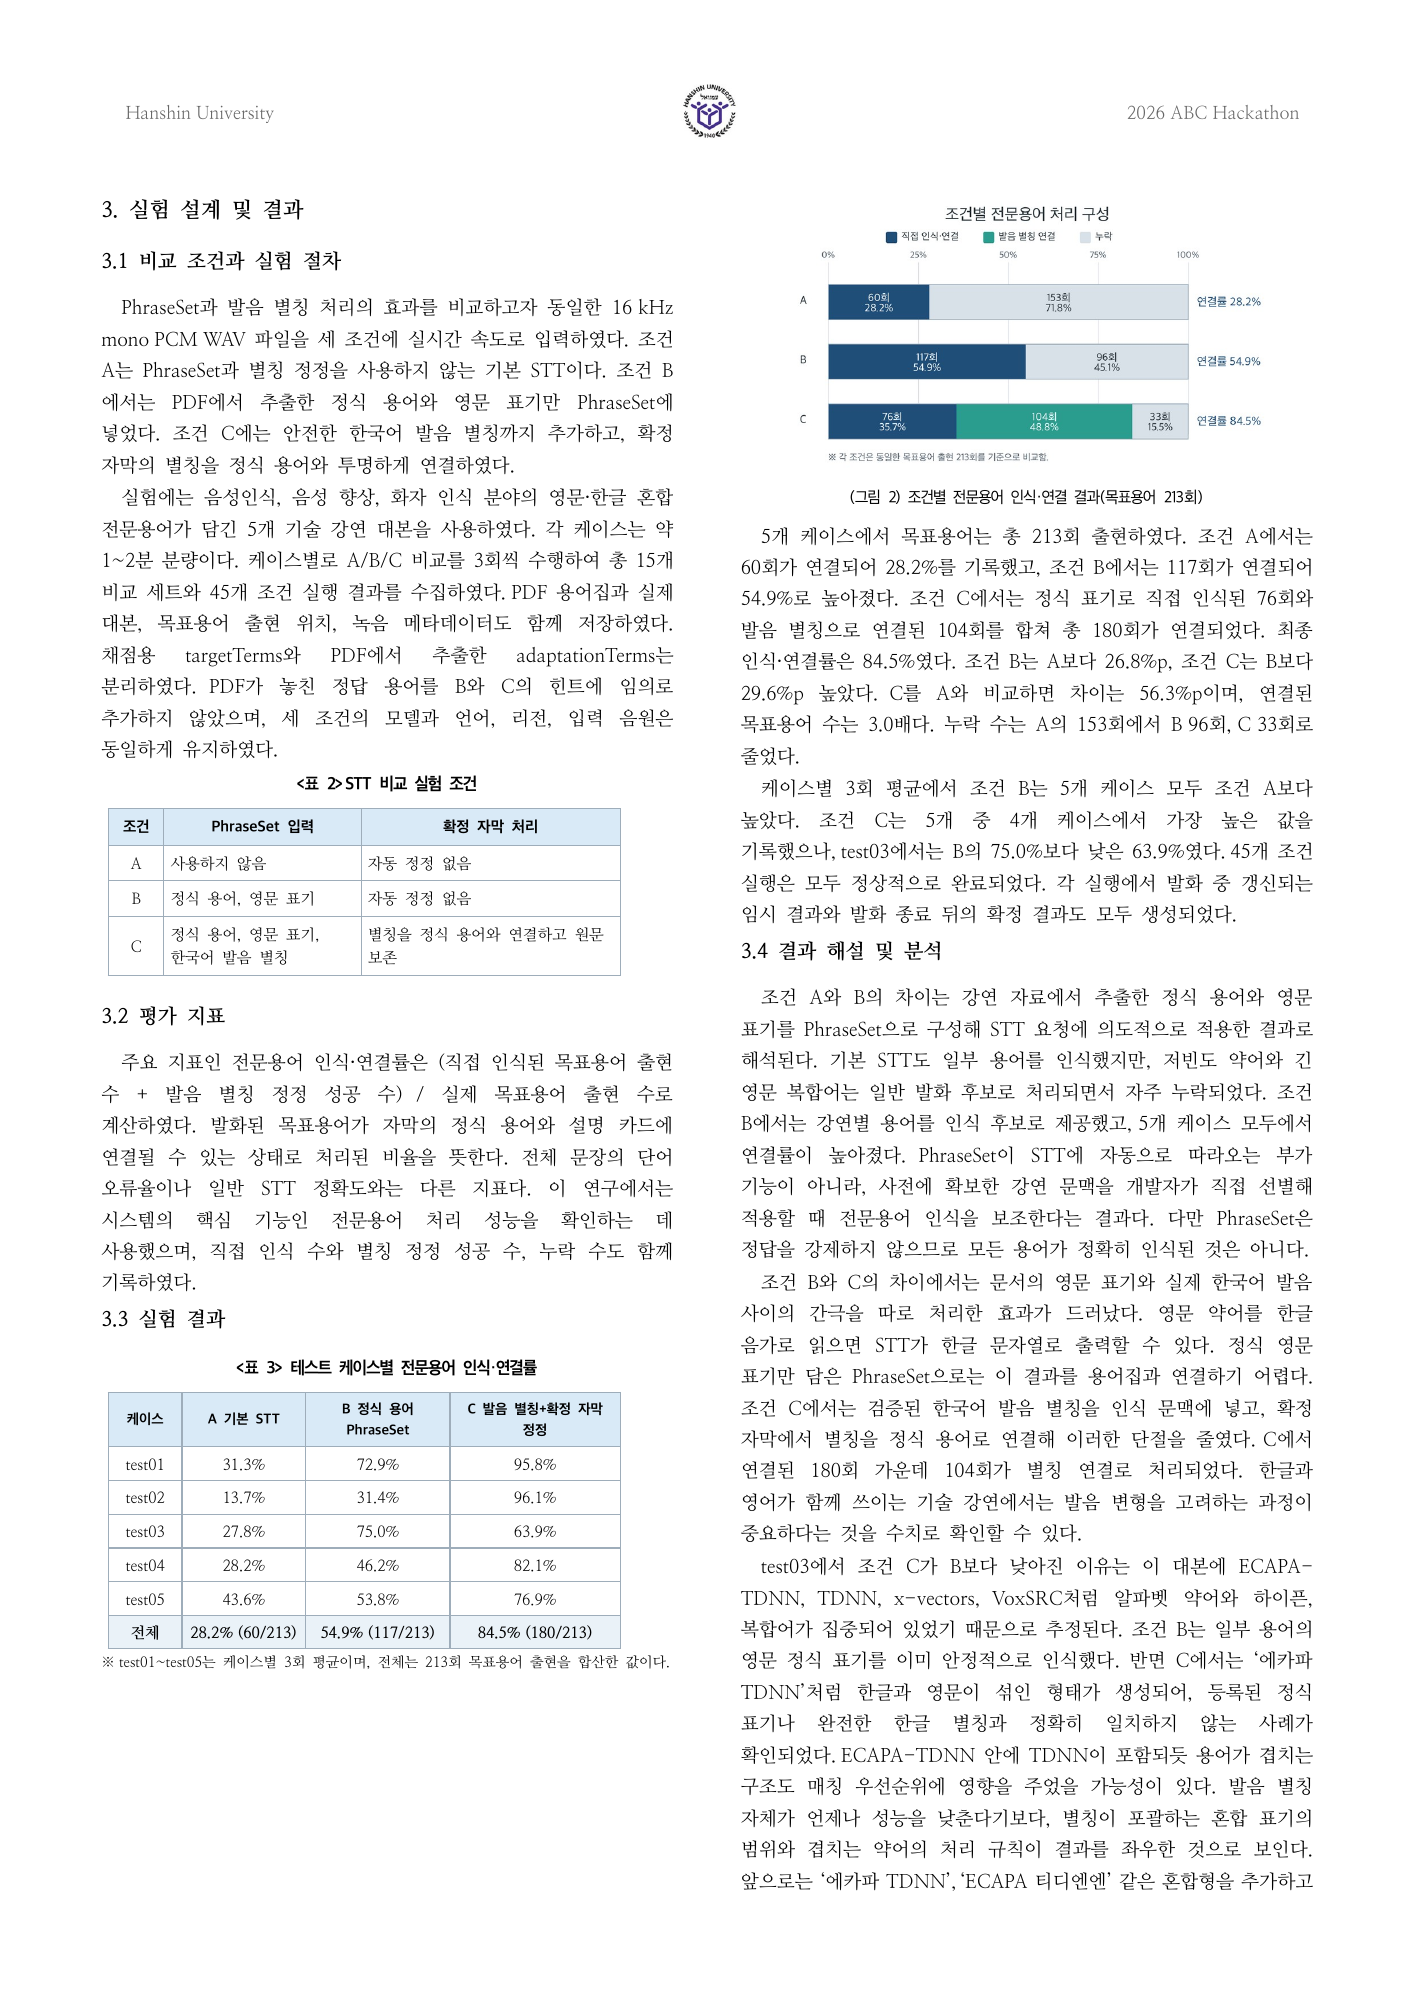 Hanshin University
HANSHIN UNIVERSITY
1940
2026 ABC Hackathon
3. 실험 설계 및 결과
3.1 비교 조건과 실험 절차
PhraseSet과 발음 별칭 처리의 효과를 비교하고자 동일한 16 kHz
mono PCM WAV 파일을 세 조건에 실시간 속도로 입력하였다. 조건
A는 PhraseSet과 별칭 정정을 사용하지 않는 기본 STT이다. 조건 B
에서는 PDF에서 추출한 정식 용어와 영문 표기만 PhraseSet에
넣었다. 조건 C에는 안전한 한국어 발음 별칭까지 추가하고, 확정
자막의 별칭을 정식 용어와 투명하게 연결하였다.
실험에는 음성인식, 음성 향상, 화자 인식 분야의 영문·한글 혼합
전문용어가 담긴 5개 기술 강연 대본을 사용하였다. 각 케이스는 약
1~2분 분량이다. 케이스별로 A/B/C 비교를 3회씩 수행하여 총 15개
비교 세트와 45개 조건 실행 결과를 수집하였다. PDF 용어집과 실제
대본, 목표용어 출현 위치, 녹음 메타데이터도 함께 저장하였다.
채점용 targetTerms와 PDF에서 추출한 adaptationTerms는
분리하였다. PDF가 놓친 정답 용어를 B와 C의 힌트에 임의로
추가하지 않았으며, 세 조건의 모델과 언어, 리전, 입력 음원은
동일하게 유지하였다.
<표 2> STT 비교 실험 조건
조건 PhraseSet 입력 확정 자막 처리
A 사용하지 않음 자동 정정 없음
B 정식 용어, 영문 표기 자동 정정 없음
C 정식 용어, 영문 표기, 한국어 발음 별칭 별칭을 정식 용어와 연결하고 원문 보존
3.2 평가 지표
주요 지표인 전문용어 인식·연결률은 (직접 인식된 목표용어 출현
수 + 발음 별칭 정정 성공 수) / 실제 목표용어 출현 수로
계산하였다. 발화된 목표용어가 자막의 정식 용어와 설명 카드에
연결될 수 있는 상태로 처리된 비율을 뜻한다. 전체 문장의 단어
오류율이나 일반 STT 정확도와는 다른 지표다. 이 연구에서는
시스템의 핵심 기능인 전문용어 처리 성능을 확인하는 데
사용했으며, 직접 인식 수와 별칭 정정 성공 수, 누락 수도 함께
기록하였다.
3.3 실험 결과
<표 3> 테스트 케이스별 전문용어 인식·연결률
케이스 A 기본 STT B 정식 용어 PhraseSet C 발음 별칭+확정 자막 정정
test01 31.3% 72.9% 95.8%
test02 13.7% 31.4% 96.1%
test03 27.8% 75.0% 63.9%
test04 28.2% 46.2% 82.1%
test05 43.6% 53.8% 76.9%
전체 28.2% (60/213) 54.9% (117/213) 84.5% (180/213)
※ test01~test05는 케이스별 3회 평균이며, 전체는 213회 목표용어 출현을 합산한 값이다.
조건별 전문용어 처리 구성
직접 인식·연결 발음 별칭 연결 누락
0% 25% 50% 75% 100%
A 60회 28.2% 153회 71.8% 연결률 28.2%
B 117회 54.9% 96회 45.1% 연결률 54.9%
C 76회 35.7% 104회 48.8% 33회 15.5% 연결률 84.5%
※ 각 조건은 동일한 목표용어 출현 213회를 기준으로 비교함.
(그림 2) 조건별 전문용어 인식·연결 결과(목표용어 213회)
5개 케이스에서 목표용어는 총 213회 출현하였다. 조건 A에서는
60회가 연결되어 28.2%를 기록했고, 조건 B에서는 117회가 연결되어
54.9%로 높아졌다. 조건 C에서는 정식 표기로 직접 인식된 76회와
발음 별칭으로 연결된 104회를 합쳐 총 180회가 연결되었다. 최종
인식·연결률은 84.5%였다. 조건 B는 A보다 26.8%p, 조건 C는 B보다
29.6%p 높았다. C를 A와 비교하면 차이는 56.3%p이며, 연결된
목표용어 수는 3.0배다. 누락 수는 A의 153회에서 B 96회, C 33회로
줄었다.
케이스별 3회 평균에서 조건 B는 5개 케이스 모두 조건 A보다
높았다. 조건 C는 5개 중 4개 케이스에서 가장 높은 값을
기록했으나, test03에서는 B의 75.0%보다 낮은 63.9%였다. 45개 조건
실행은 모두 정상적으로 완료되었다. 각 실행에서 발화 중 갱신되는
임시 결과와 발화 종료 뒤의 확정 결과도 모두 생성되었다.
3.4 결과 해설 및 분석
조건 A와 B의 차이는 강연 자료에서 추출한 정식 용어와 영문
표기를 PhraseSet으로 구성해 STT 요청에 의도적으로 적용한 결과로
해석된다. 기본 STT도 일부 용어를 인식했지만, 저빈도 약어와 긴
영문 복합어는 일반 발화 후보로 처리되면서 자주 누락되었다. 조건
B에서는 강연별 용어를 인식 후보로 제공했고, 5개 케이스 모두에서
연결률이 높아졌다. PhraseSet이 STT에 자동으로 따라오는 부가
기능이 아니라, 사전에 확보한 강연 문맥을 개발자가 직접 선별해
적용할 때 전문용어 인식을 보조한다는 결과다. 다만 PhraseSet은
정답을 강제하지 않으므로 모든 용어가 정확히 인식된 것은 아니다.
조건 B와 C의 차이에서는 문서의 영문 표기와 실제 한국어 발음
사이의 간극을 따로 처리한 효과가 드러났다. 영문 약어를 한글
음가로 읽으면 STT가 한글 문자열로 출력할 수 있다. 정식 영문
표기만 담은 PhraseSet으로는 이 결과를 용어집과 연결하기 어렵다.
조건 C에서는 검증된 한국어 발음 별칭을 인식 문맥에 넣고, 확정
자막에서 별칭을 정식 용어로 연결해 이러한 단절을 줄였다. C에서
연결된 180회 가운데 104회가 별칭 연결로 처리되었다. 한글과
영어가 함께 쓰이는 기술 강연에서는 발음 변형을 고려하는 과정이
중요하다는 것을 수치로 확인할 수 있다.
test03에서 조건 C가 B보다 낮아진 이유는 이 대본에 ECAPA-
TDNN, TDNN, x-vectors, VoxSRC처럼 알파벳 약어와 하이픈,
복합어가 집중되어 있었기 때문으로 추정된다. 조건 B는 일부 용어의
영문 정식 표기를 이미 안정적으로 인식했다. 반면 C에서는 ‘에카파
TDNN’처럼 한글과 영문이 섞인 형태가 생성되어, 등록된 정식
표기나 완전한 한글 별칭과 정확히 일치하지 않는 사례가
확인되었다. ECAPA-TDNN 안에 TDNN이 포함되듯 용어가 겹치는
구조도 매칭 우선순위에 영향을 주었을 가능성이 있다. 발음 별칭
자체가 언제나 성능을 낮춘다기보다, 별칭이 포괄하는 혼합 표기의
범위와 겹치는 약어의 처리 규칙이 결과를 좌우한 것으로 보인다.
앞으로는 ‘에카파 TDNN’, ‘ECAPA 티디엔엔’ 같은 혼합형을 추가하고